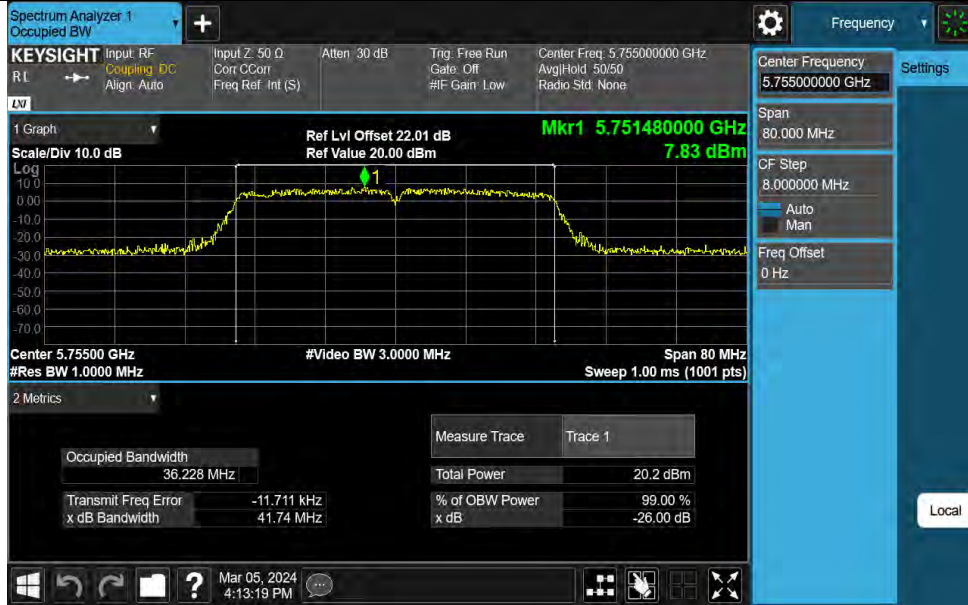 Spectrum Analyzer 1
Occupied BW
+
Frequency
KEYSIGHT Input: RF Input Z: 50 Ω Atten: 30 dB Trig: Free Run Center Freq: 5.755000000 GHz
RL Coupling: DC Corr CCorr Gate: Off Avg|Hold: 50/50
Align: Auto Freq Ref: Int (S) #IF Gain: Low Radio Std: None
LXI
Center Frequency
5.755000000 GHz
Settings
Span
80.000 MHz
CF Step
8.000000 MHz
Auto
Man
Freq Offset
0 Hz
1 Graph
Scale/Div 10.0 dB
Ref Lvl Offset 22.01 dB
Ref Value 20.00 dBm
Mkr1 5.751480000 GHz
7.83 dBm
Log
1
10.0
0.00
-10.0
-20.0
-30.0
-40.0
-50.0
-60.0
-70.0
Center 5.75500 GHz #Video BW 3.0000 MHz Span 80 MHz
#Res BW 1.0000 MHz Sweep 1.00 ms (1001 pts)
2 Metrics
Measure Trace Trace 1
Occupied Bandwidth
36.228 MHz
Total Power 20.2 dBm
Transmit Freq Error -11.711 kHz % of OBW Power 99.00 %
x dB Bandwidth 41.74 MHz x dB -26.00 dB
Local
?
Mar 05, 2024
4:13:19 PM